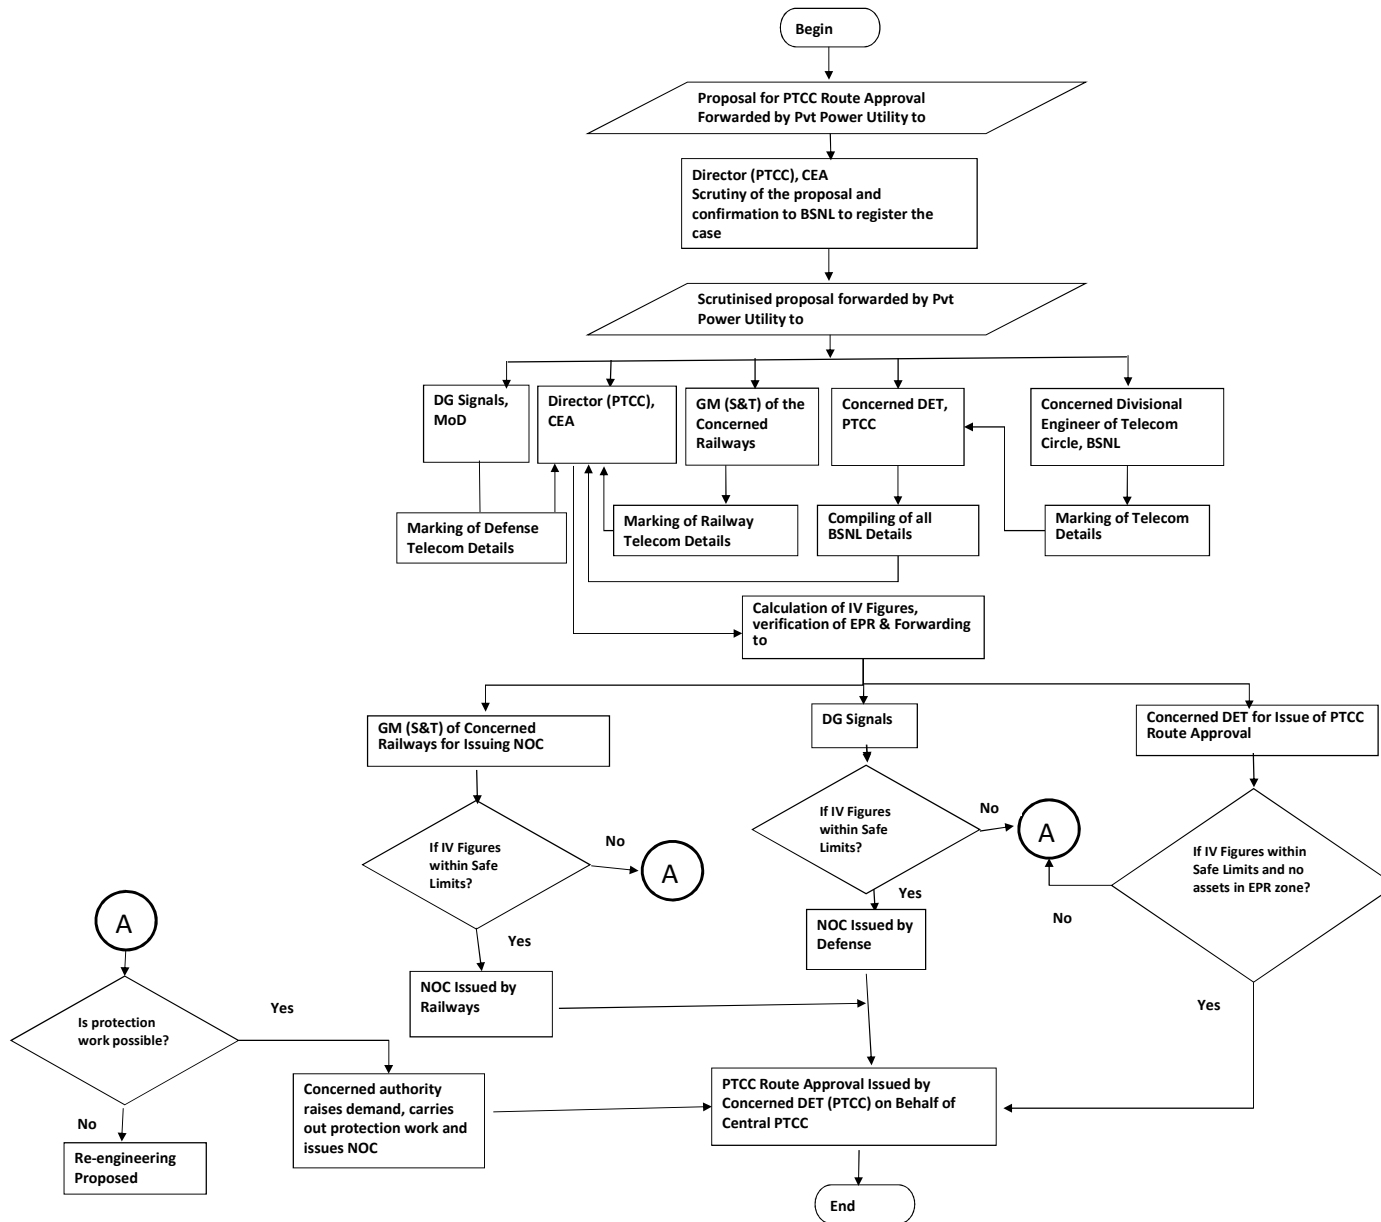 Begin
Proposal for PTCC Route Approval
Forwarded by Pvt Power Utility to
Director (PTCC), CEA
Scrutiny of the proposal and
confirmation to BSNL to register the
case
Scrutinised proposal forwarded by Pvt
Power Utility to
DG Signals,
MoD
Director (PTCC),
CEA
GM (S&T) of the
Concerned
Railways
Concerned DET,
PTCC
Concerned Divisional
Engineer of Telecom
Circle, BSNL
Marking of Defense
Telecom Details
Marking of Railway
Telecom Details
Compiling of all
BSNL Details
Marking of Telecom
Details
Calculation of IV Figures,
verification of EPR & Forwarding
to
GM (S&T) of Concerned
Railways for Issuing NOC
DG Signals
Concerned DET for Issue of PTCC
Route Approval
If IV Figures
within Safe
Limits?
No
A
Yes
If IV Figures
within Safe
Limits?
No
A
Yes
If IV Figures within
Safe Limits and no
assets in EPR zone?
No
Yes
NOC Issued by
Railways
NOC Issued by
Defense
A
Is protection
work possible?
Yes
No
Concerned authority
raises demand, carries
out protection work and
issues NOC
PTCC Route Approval Issued by
Concerned DET (PTCC) on Behalf of
Central PTCC
Re-engineering
Proposed
End